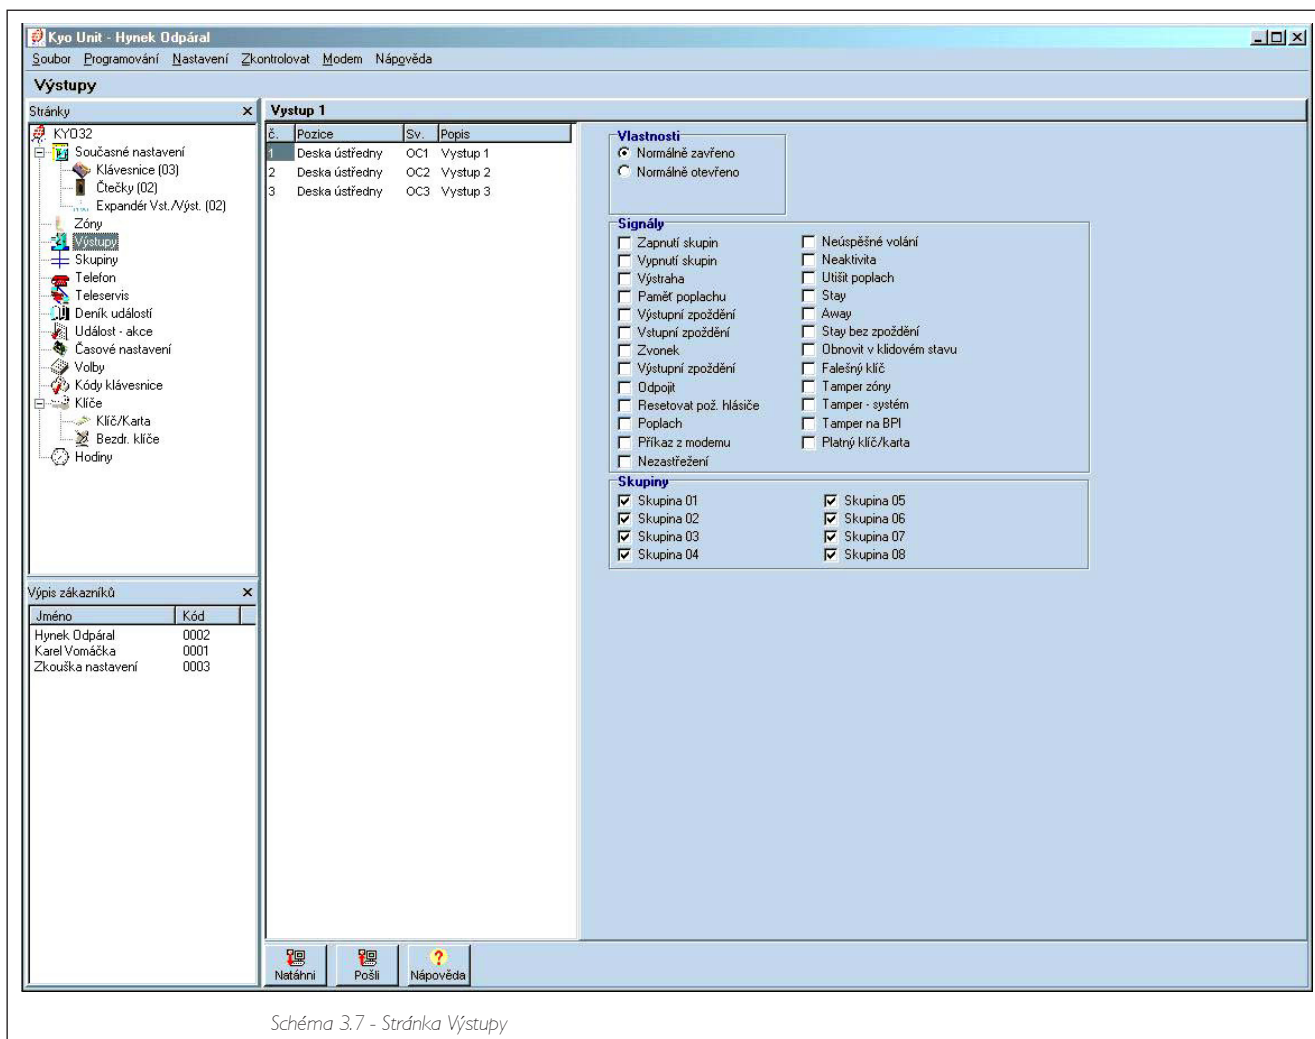 Kyo Unit - Hynek Odpáral
Soubor Programování Nastavení Zkontrolovat Modem Nápověda
Výstupy
Stránky
KYO32
Současné nastavení
Klávesnice (03)
Čtečky (02)
Expandér Vst./Výst. (02)
Zóny
Výstupy
Skupiny
Telefon
Teleservis
Deník událostí
Událost - akce
Časové nastavení
Volby
Kódy klávesnice
Klíče
Klíč/Karta
Bezdr. klíče
Hodiny
Výpis zákazníků
Jméno Kód
Hynek Odpáral 0002
Karel Vomáčka 0001
Zkouška nastavení 0003
Vystup 1
č. Pozice Sv. Popis
1 Deska ústředny OC1 Vystup 1
2 Deska ústředny OC2 Vystup 2
3 Deska ústředny OC3 Vystup 3
Vlastnosti
Normálně zavřeno
Normálně otevřeno
Signály
Zapnutí skupin
Vypnutí skupin
Výstraha
Paměť poplachu
Výstupní zpoždění
Vstupní zpoždění
Zvonek
Výstupní zpoždění
Odpojit
Resetovat pož. hlásiče
Poplach
Příkaz z modemu
Nezastřežení
Neúspěšné volání
Neaktivita
Utišit poplach
Stay
Away
Stay bez zpoždění
Obnovit v klidovém stavu
Falešný klíč
Tamper zóny
Tamper - systém
Tamper na BPI
Platný klíč/karta
Skupiny
Skupina 01
Skupina 02
Skupina 03
Skupina 04
Skupina 05
Skupina 06
Skupina 07
Skupina 08
Natáhni
Pošli
Nápověda
Schéma 3.7 - Stránka Výstupy